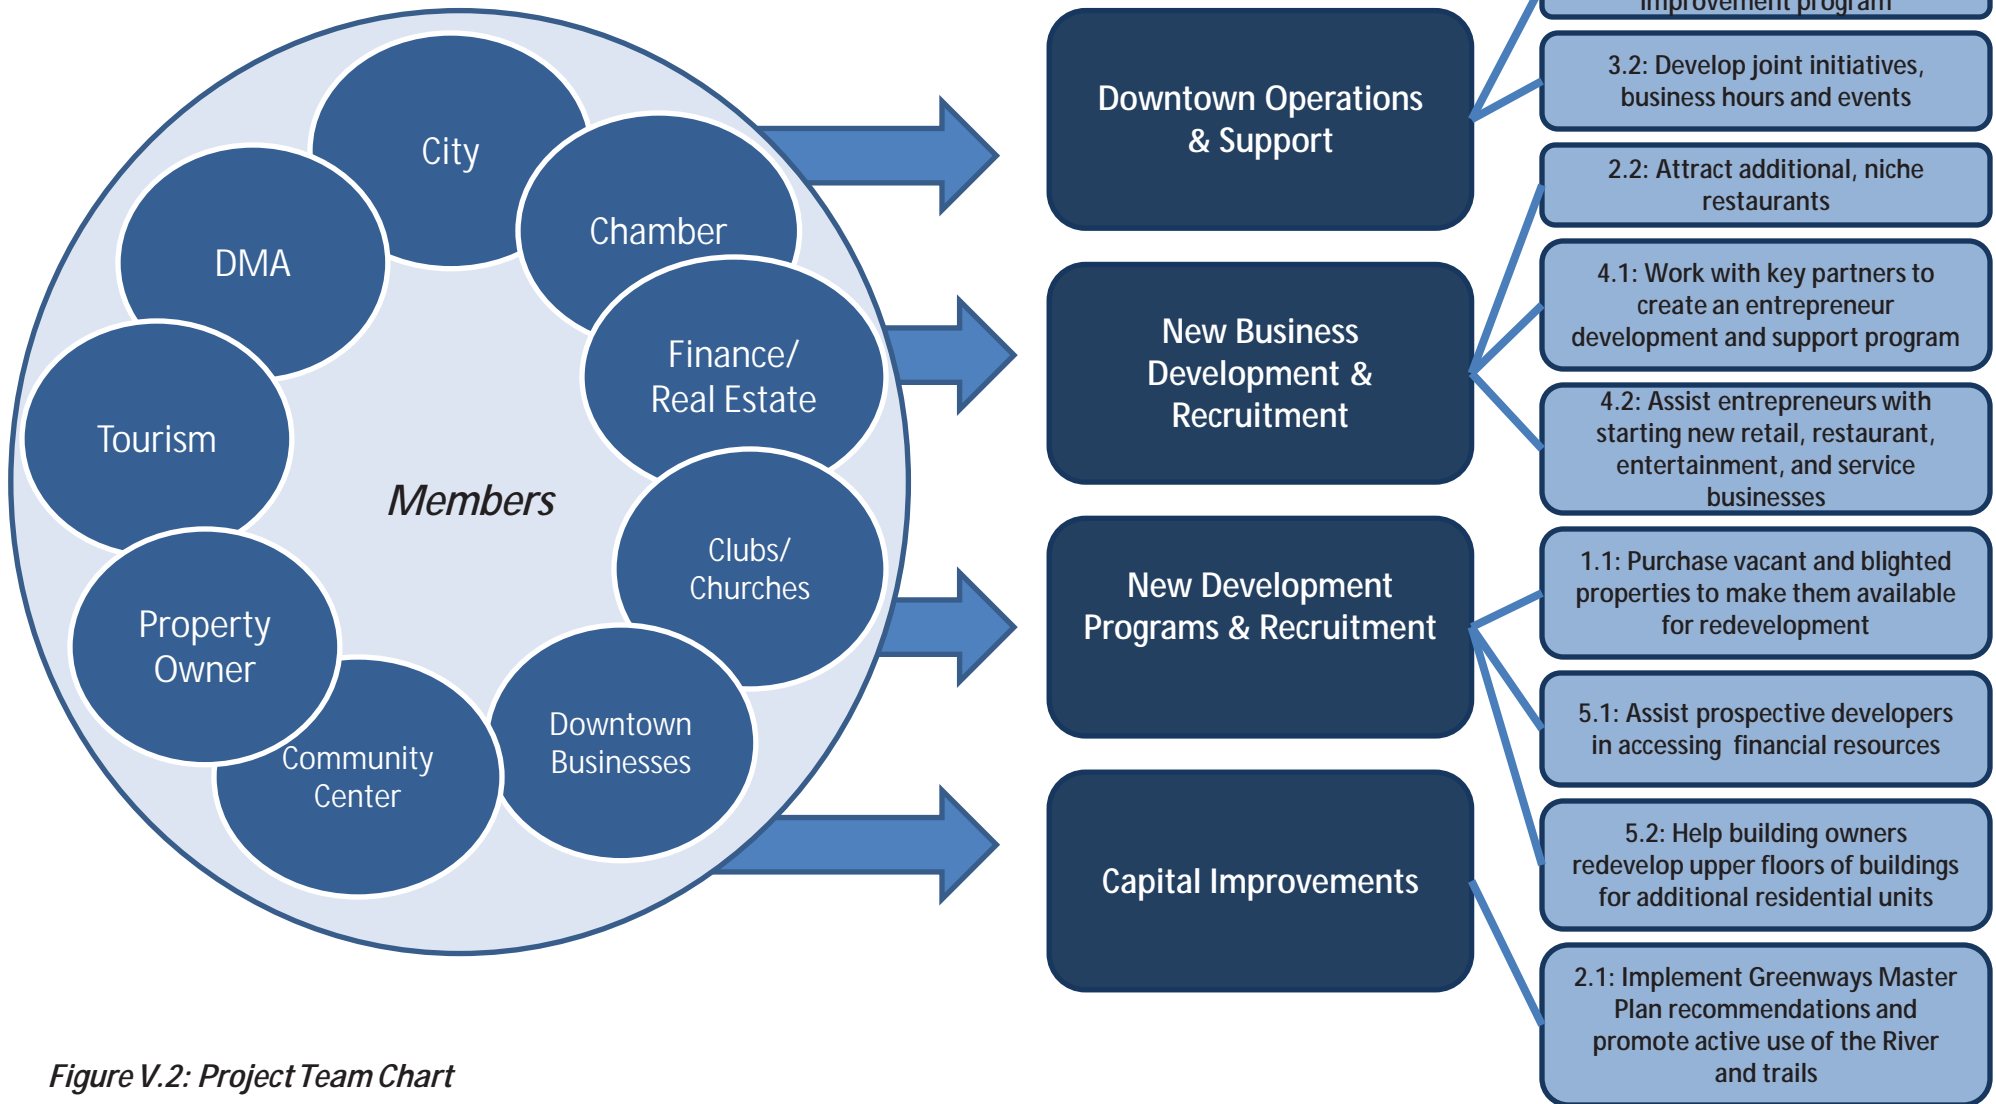 City
Chamber
DMA
Finance/
Real Estate
Tourism
Members
Clubs/
Churches
Property
Owner
Downtown
Businesses
Community
Center
Downtown Operations
& Support
New Business
Development &
Recruitment
New Development
Programs & Recruitment
Capital Improvements
improvement program
3.2: Develop joint initiatives,
business hours and events
2.2: Attract additional, niche
restaurants
4.1: Work with key partners to
create an entrepreneur
development and support program
4.2: Assist entrepreneurs with
starting new retail, restaurant,
entertainment, and service
businesses
1.1: Purchase vacant and blighted
properties to make them available
for redevelopment
5.1: Assist prospective developers
in accessing financial resources
5.2: Help building owners
redevelop upper floors of buildings
for additional residential units
2.1: Implement Greenways Master
Plan recommendations and
promote active use of the River
and trails
Figure V.2: Project Team Chart